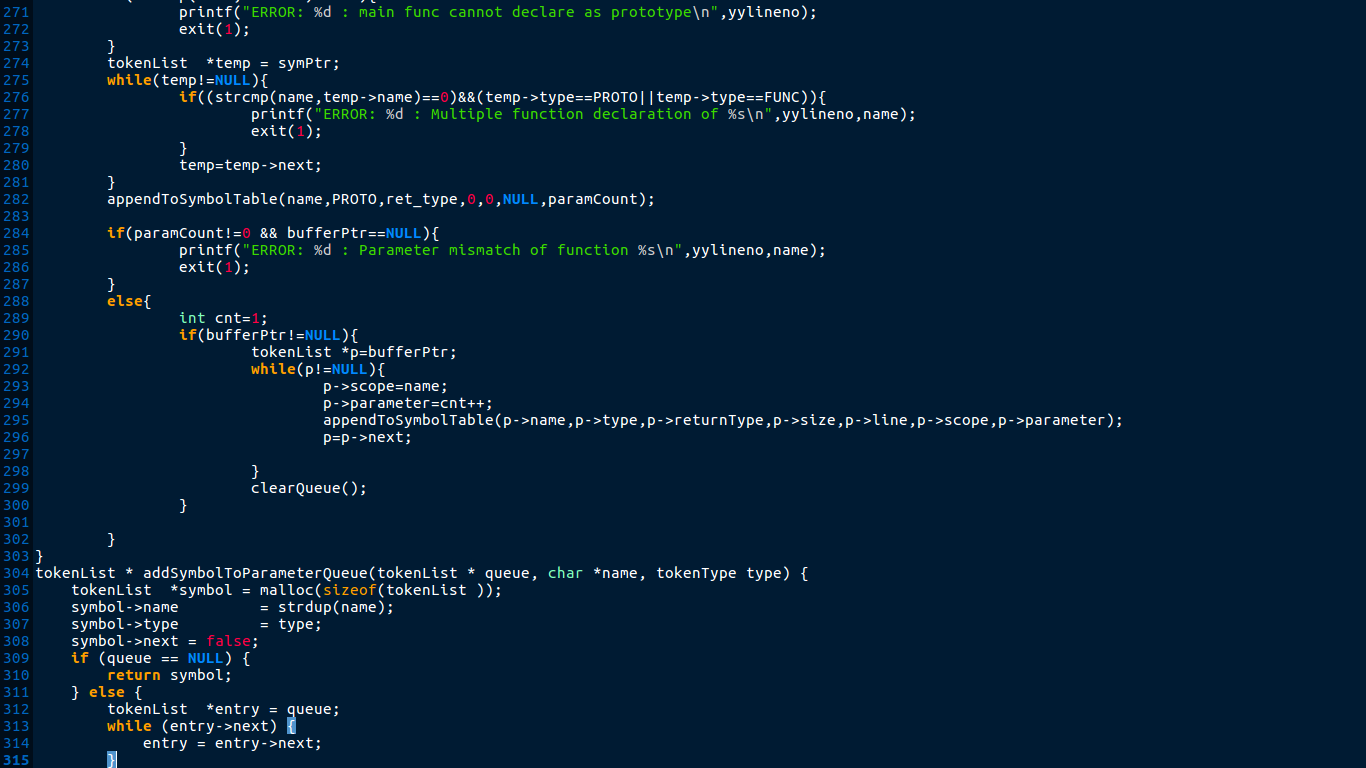 271 printf("ERROR: %d : main func cannot declare as prototype\n",yylineno);
272 exit(1);
273 }
274 tokenList  *temp = symPtr;
275 while(temp!=NULL){
276 if((strcmp(name,temp->name)==0)&&(temp->type==PROTO||temp->type==FUNC)){
277 printf("ERROR: %d : Multiple function declaration of %s\n",yylineno,name);
278 exit(1);
279 }
280 temp=temp->next;
281 }
282 appendToSymbolTable(name,PROTO,ret_type,0,0,NULL,paramCount);
283
284 if(paramCount!=0 && bufferPtr==NULL){
285 printf("ERROR: %d : Parameter mismatch of function %s\n",yylineno,name);
286 exit(1);
287 }
288 else{
289 int cnt=1;
290 if(bufferPtr!=NULL){
291 tokenList *p=bufferPtr;
292 while(p!=NULL){
293 p->scope=name;
294 p->parameter=cnt++;
295 appendToSymbolTable(p->name,p->type,p->returnType,p->size,p->line,p->scope,p->parameter);
296 p=p->next;
297
298 }
299 clearQueue();
300 }
301
302 }
303 }
304 tokenList * addSymbolToParameterQueue(tokenList * queue, char *name, tokenType type) {
305 tokenList  *symbol = malloc(sizeof(tokenList ));
306 symbol->name         = strdup(name);
307 symbol->type         = type;
308 symbol->next = false;
309 if (queue == NULL) {
310 return symbol;
311 } else {
312 tokenList  *entry = queue;
313 while (entry->next) {
314 entry = entry->next;
315 }